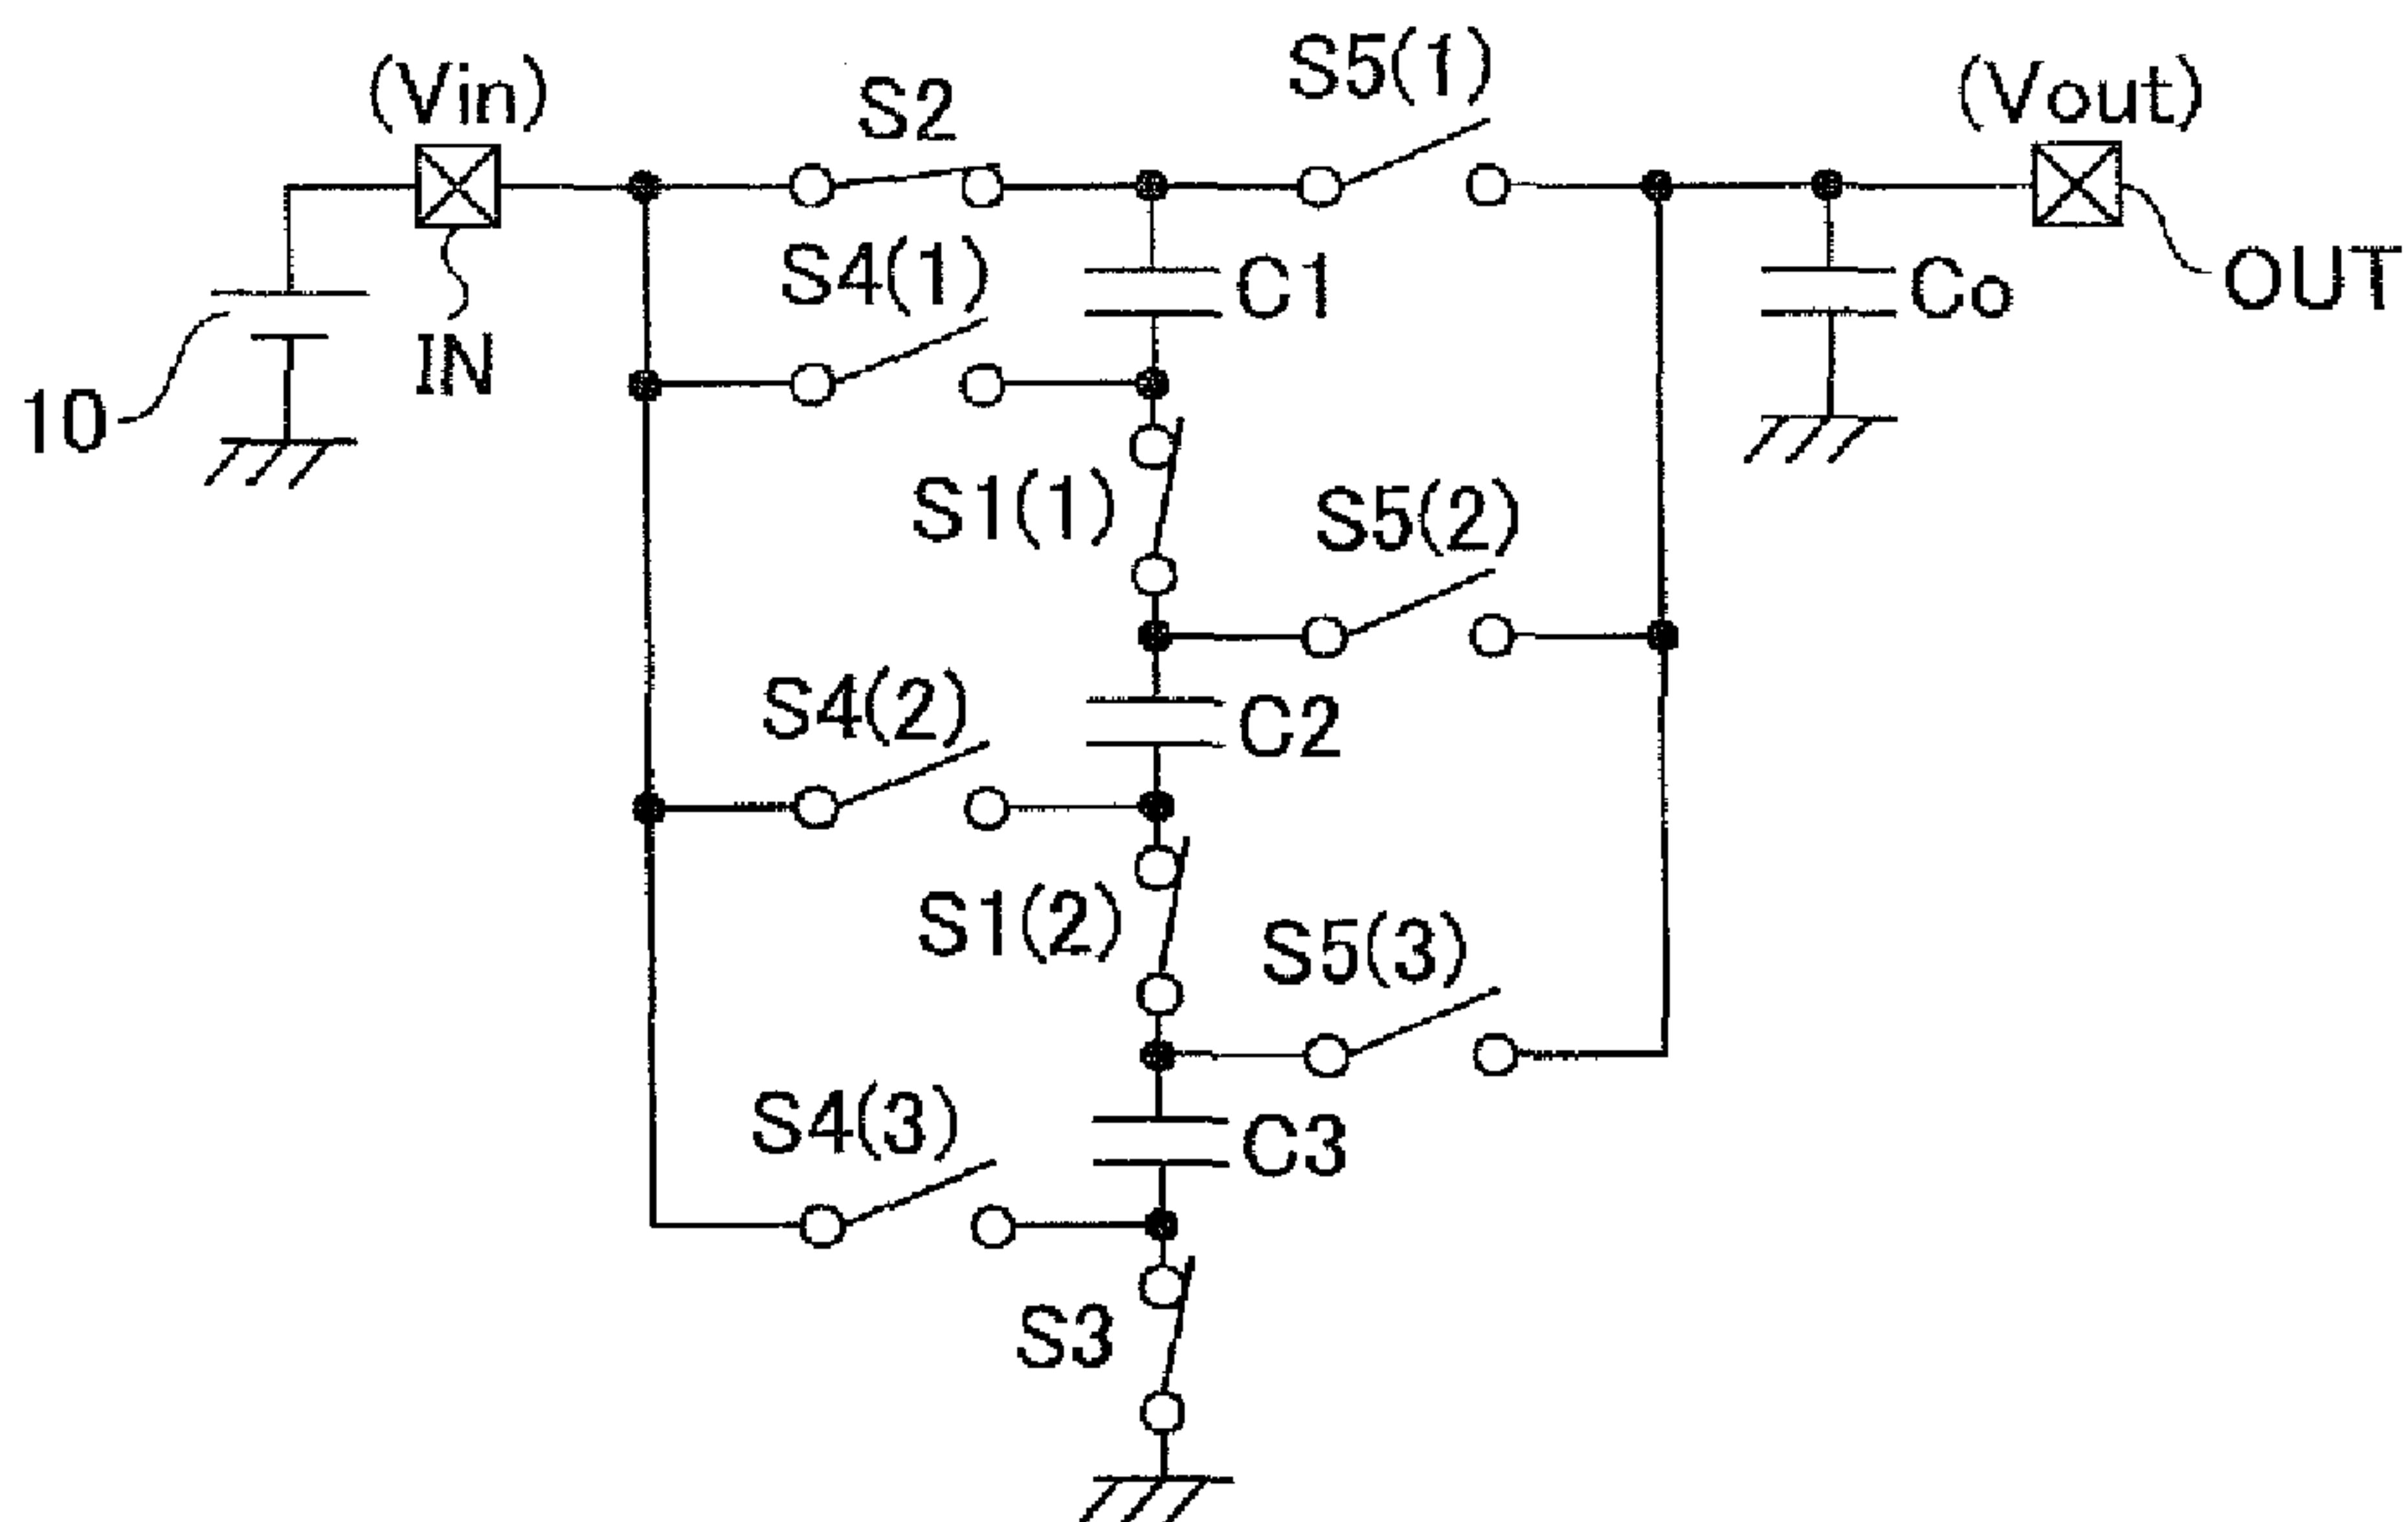 (Vin)
S2
S5(1)
(Vout)
S4(1)
C1
Co
OUT
IN
10
S1(1)
S5(2)
S4(2)
C2
S1(2)
S5(3)
S4(3)
C3
S3